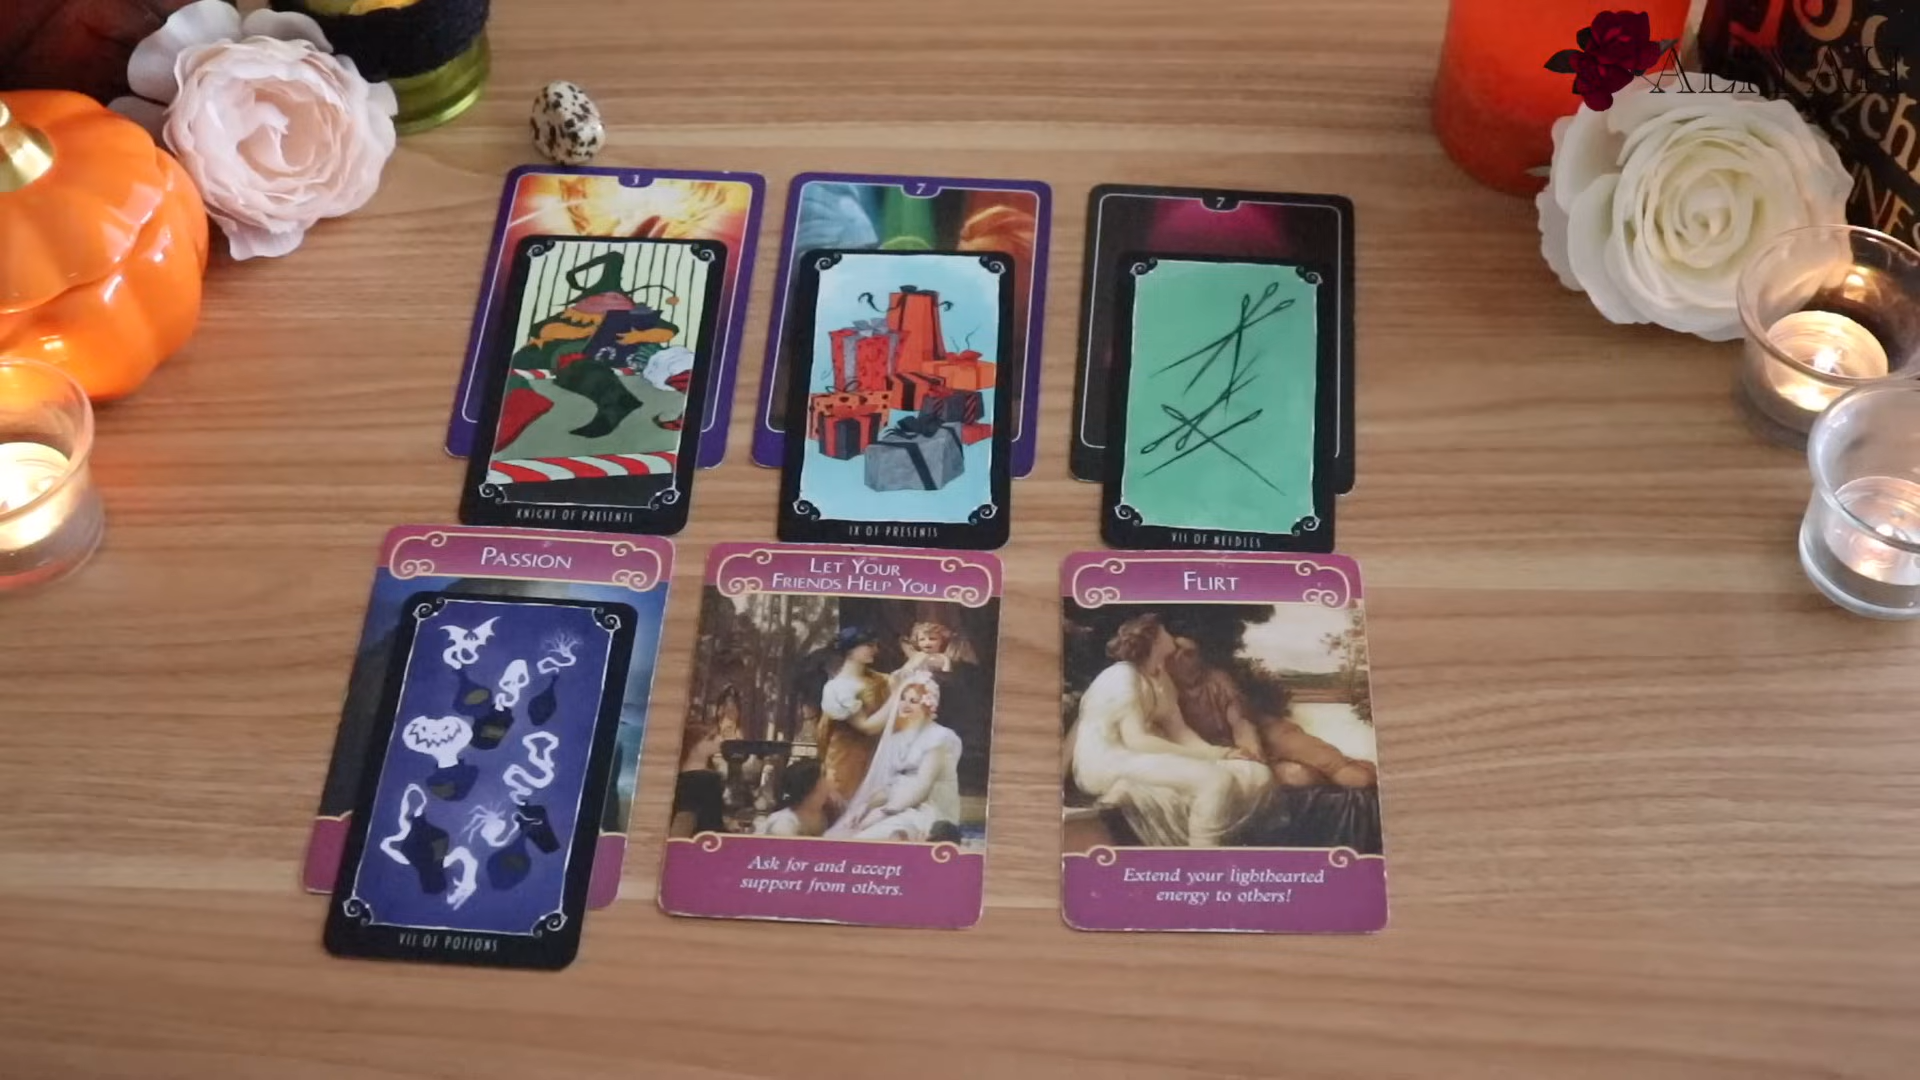 ALIYAH
3
7
7
KNIGHT OF PRESENTS
IX OF PRESENTS
VII OF NEEDLES
PASSION
LET YOUR
FRIENDS HELP YOU
FLIRT
Ask for and accept
support from others.
Extend your lighthearted
energy to others!
VII OF POTIONS